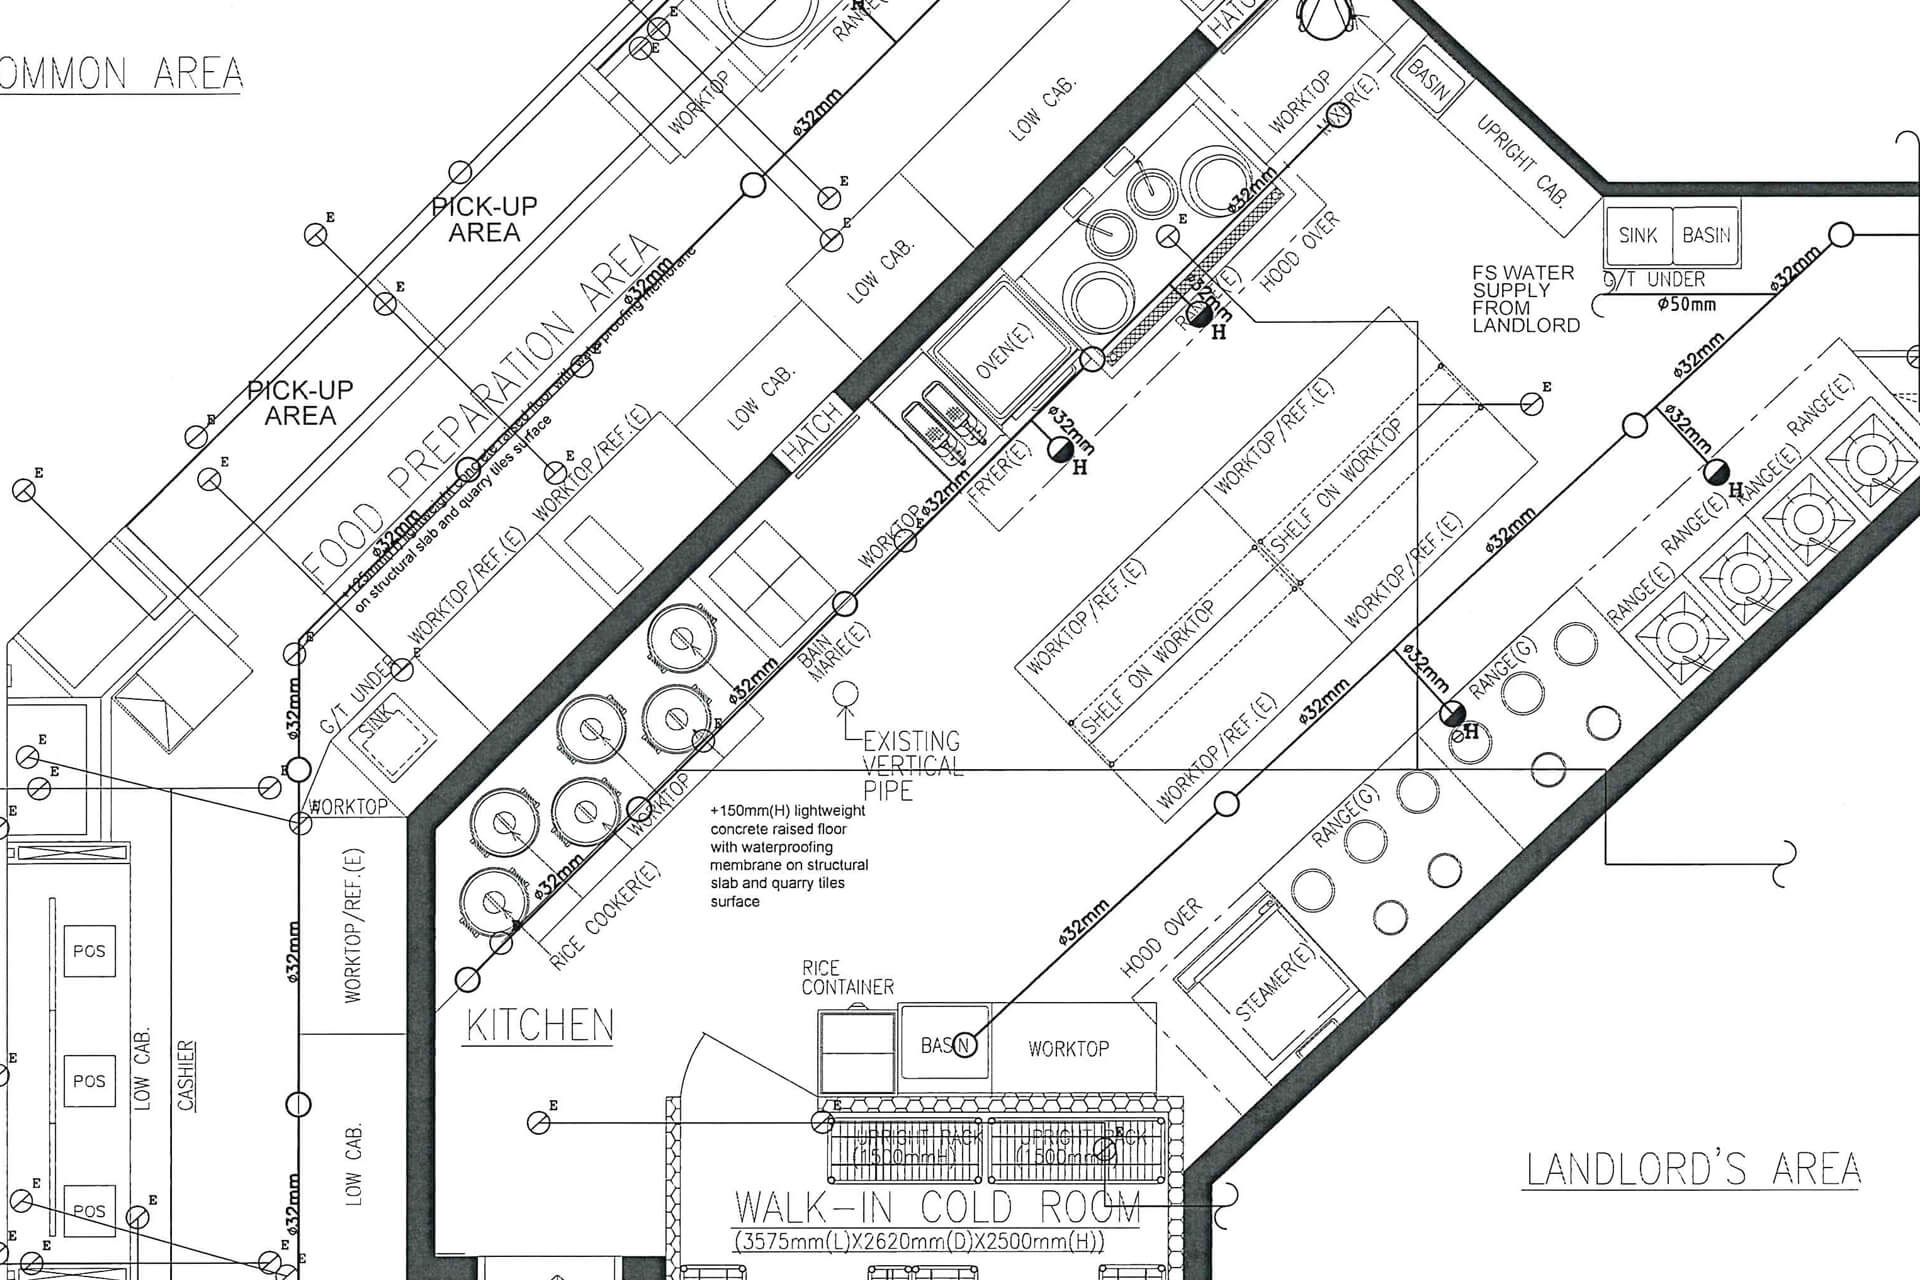 COMMON AREA
WORKTOP
ø32mm
LOW CAB.
HATCH
WORKTOP
MIXER(E)
BASIN
UPRIGHT CAB.
SINK
BASIN
G/T UNDER
ø50mm
ø32mm
FS WATER
SUPPLY
FROM
LANDLORD
PICK-UP
AREA
PICK-UP
AREA
FOOD PREPARATION AREA
ø32mm
ø32mm
+125mm(H) lightweight concrete raised floor with waterproofing membrane
on structural slab and quarry tiles surface
LOW CAB.
LOW CAB.
HATCH
WORKTOP/REF.(E)
WORKTOP/REF.(E)
G/T UNDER
SINK
WORKTOP
WORKTOP/REF.(E)
LOW CAB.
ø32mm
ø32mm
ø32mm
ø32mm
HOOD OVER
ø32mm
H
OVEN(E)
ø32mm
H
FRYER(E)
ø32mm
WORKTOP
BAIN
MARIE(E)
ø32mm
WORKTOP
ø32mm
RICE COOKER(E)
EXISTING
VERTICAL
PIPE
+150mm(H) lightweight
concrete raised floor
with waterproofing
membrane on structural
slab and quarry tiles
surface
WORKTOP/REF.(E)
WORKTOP/REF.(E)
SHELF ON WORKTOP
SHELF ON WORKTOP
WORKTOP/REF.(E)
WORKTOP/REF.(E)
ø32mm
ø32mm
H
ø32mm
ø32mm
H
ø32mm
ø32mm
RANGE(E)
RANGE(E)
RANGE(E)
RANGE(E)
RANGE(G)
RANGE(G)
HOOD OVER
STEAMER(E)
KITCHEN
RICE
CONTAINER
BASIN
WORKTOP
UPRIGHT RACK
(1500mmH)
UPRIGHT RACK
(1500mmH)
WALK-IN COLD ROOM
(3575mm(L)X2620mm(D)X2500mm(H))
LANDLORD'S AREA
POS
POS
POS
LOW CAB.
CASHIER